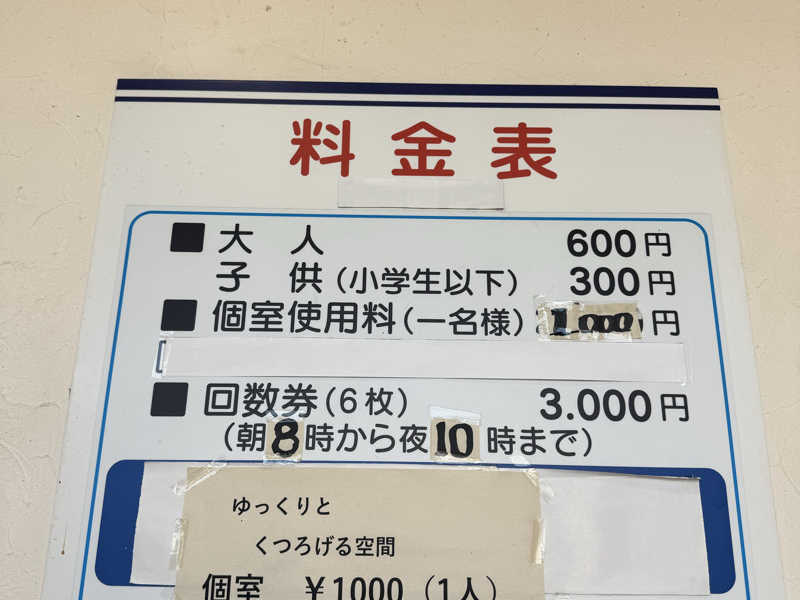 料金表
■大人 600円
子供(小学生以下) 300円
■個室使用料(一名様) 1,000円
■回数券(6枚) 3.000円
(朝8時から夜10時まで)
ゆっくりと
くつろげる空間
個室 ¥1000(1人)